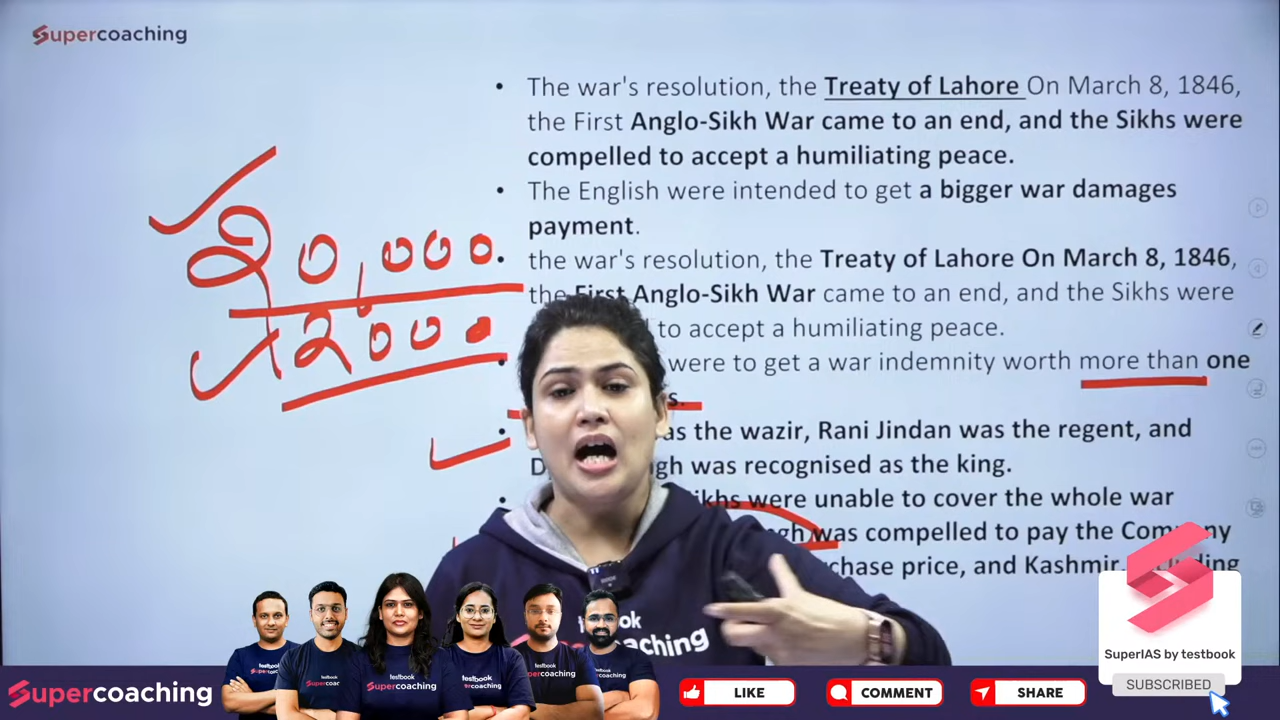 Supercoaching
• The war's resolution, the Treaty of Lahore On March 8, 1846,
the First Anglo-Sikh War came to an end, and the Sikhs were
compelled to accept a humiliating peace.
• The English were intended to get a bigger war damages
payment.
• the war's resolution, the Treaty of Lahore On March 8, 1846,
the First Anglo-Sikh War came to an end, and the Sikhs were
to accept a humiliating peace.
were to get a war indemnity worth more than one
as the wazir, Rani Jindan was the regent, and
was recognised as the king.
were unable to cover the whole war
was compelled to pay the Company
price, and Kashmir,
20,000
12000
testbook
Supercoaching
LIKE
COMMENT
SHARE
SuperIAS by testbook
SUBSCRIBED